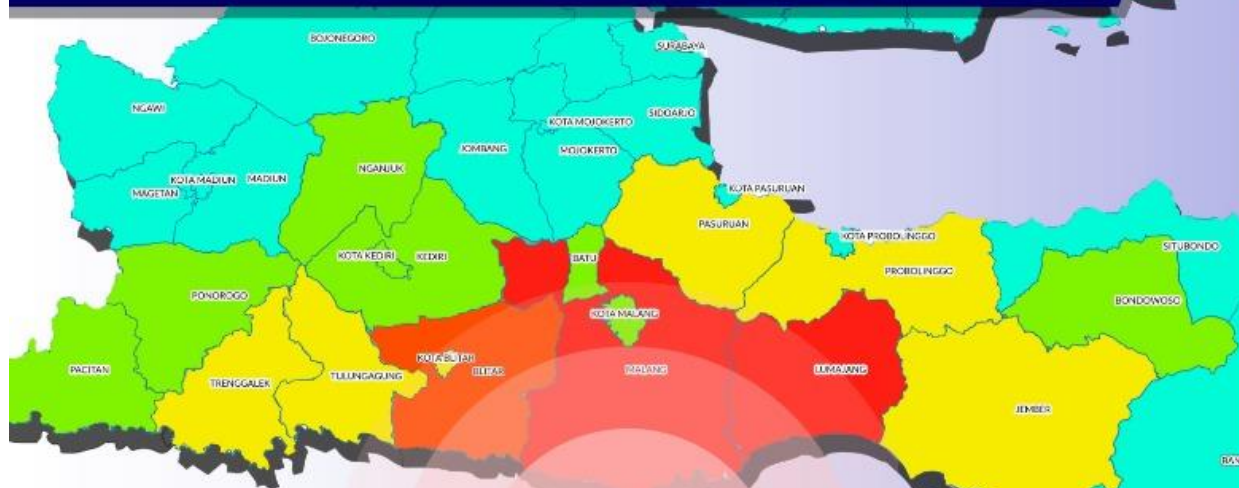 BOJONEGORO
SURABAYA
NGAWI
SIDOARJO
KOTA MOJOKERTO
JOMBANG
MOJOKERTO
NGANJUK
KOTA MADIUN
MADIUN
MAGETAN
KOTA PASURUAN
PASURUAN
KOTA PROBOLINGGO
SITUBONDO
KOTA KEDIRI
KEDIRI
BATU
PROBOLINGGO
PONOROGO
BONDOWOSO
KOTA MALANG
KOTA BLITAR
BLITAR
PACITAN
TRENGGALEK
TULUNGAGUNG
MALANG
LUMAJANG
JEMBER
BAN